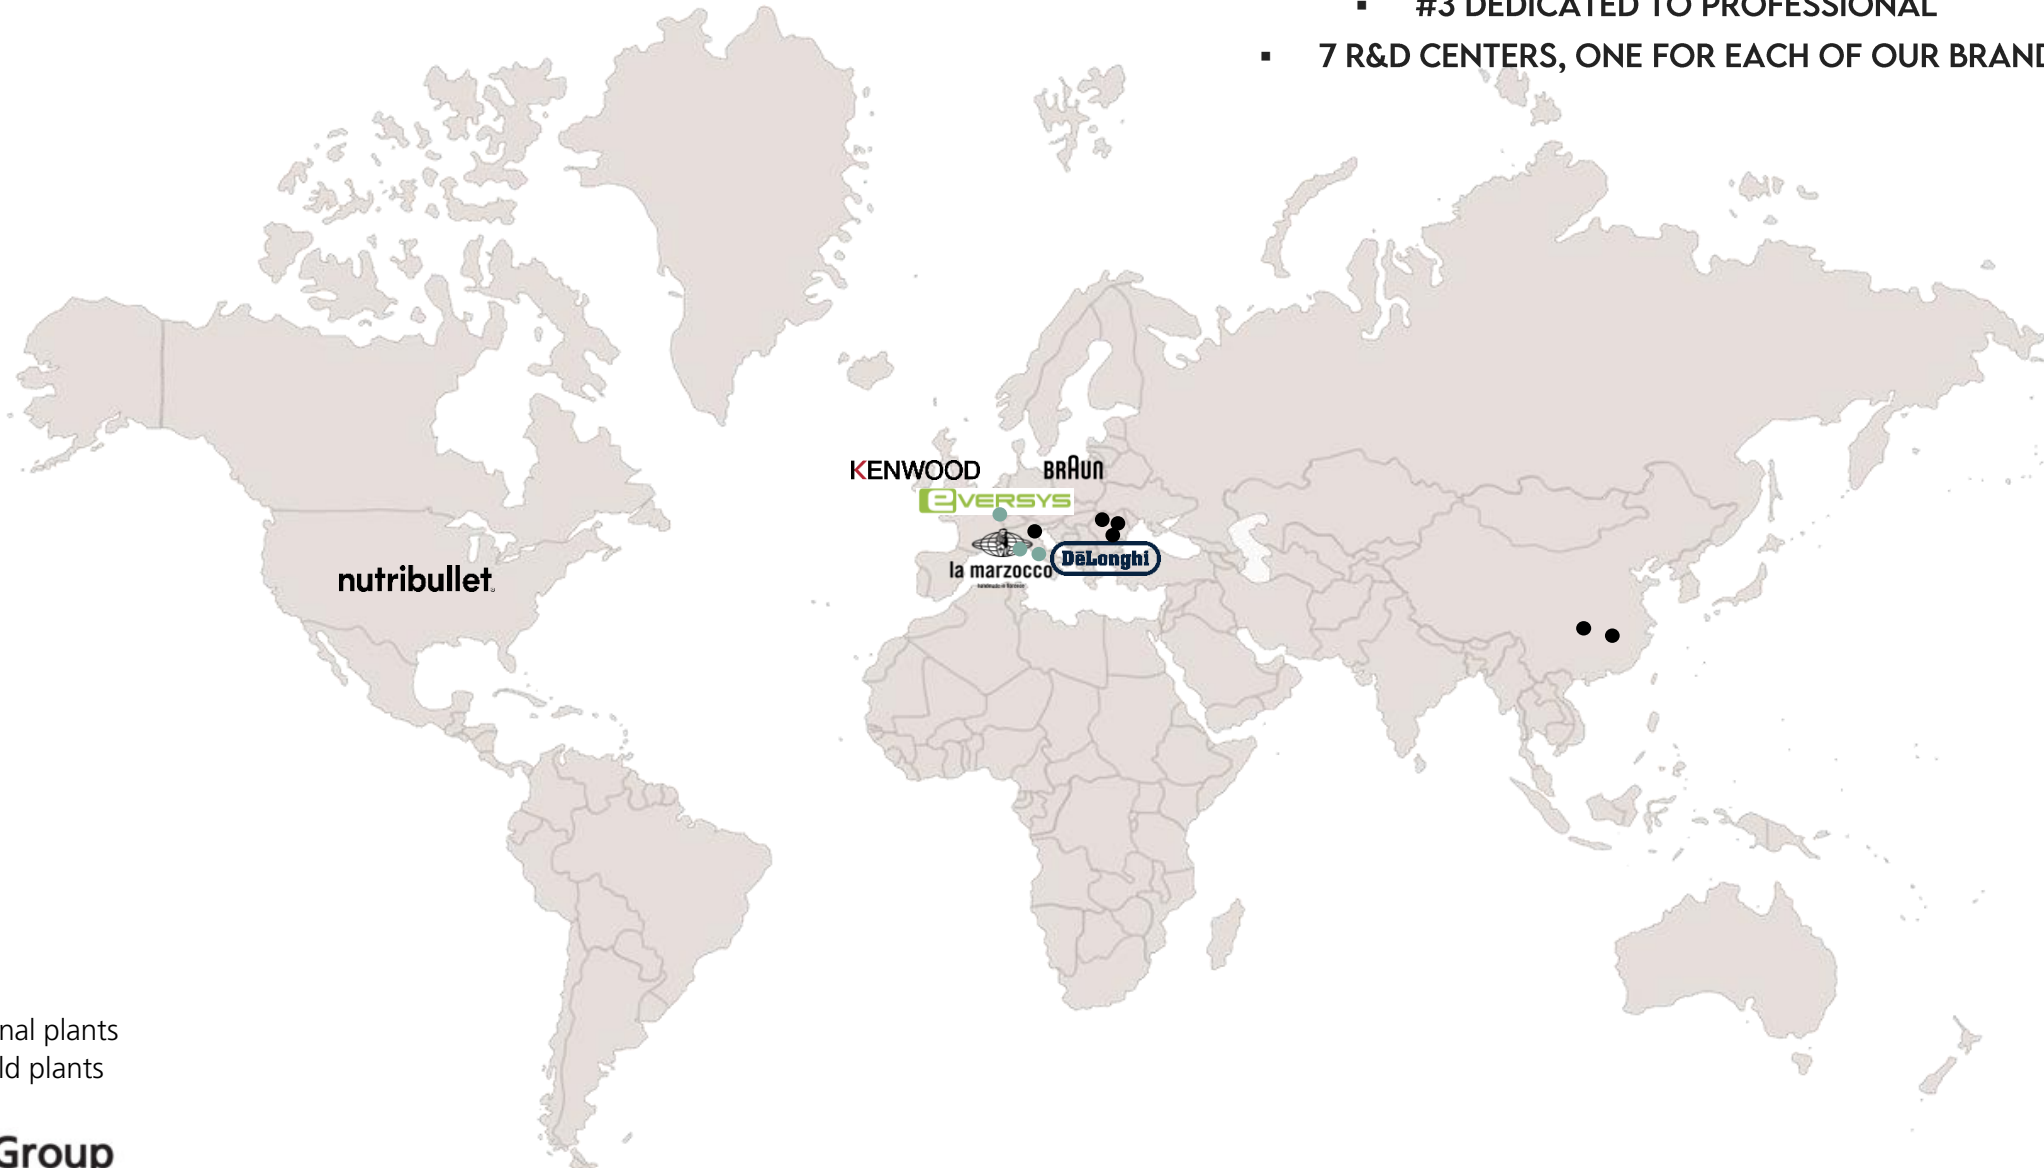 #3 DEDICATED TO PROFESSIONAL
7 R&D CENTERS, ONE FOR EACH OF OUR BRAND
KENWOOD
BRAUN
eversys
la marzocco
DeLonghi
nutribullet.
nal plants
ld plants
Group